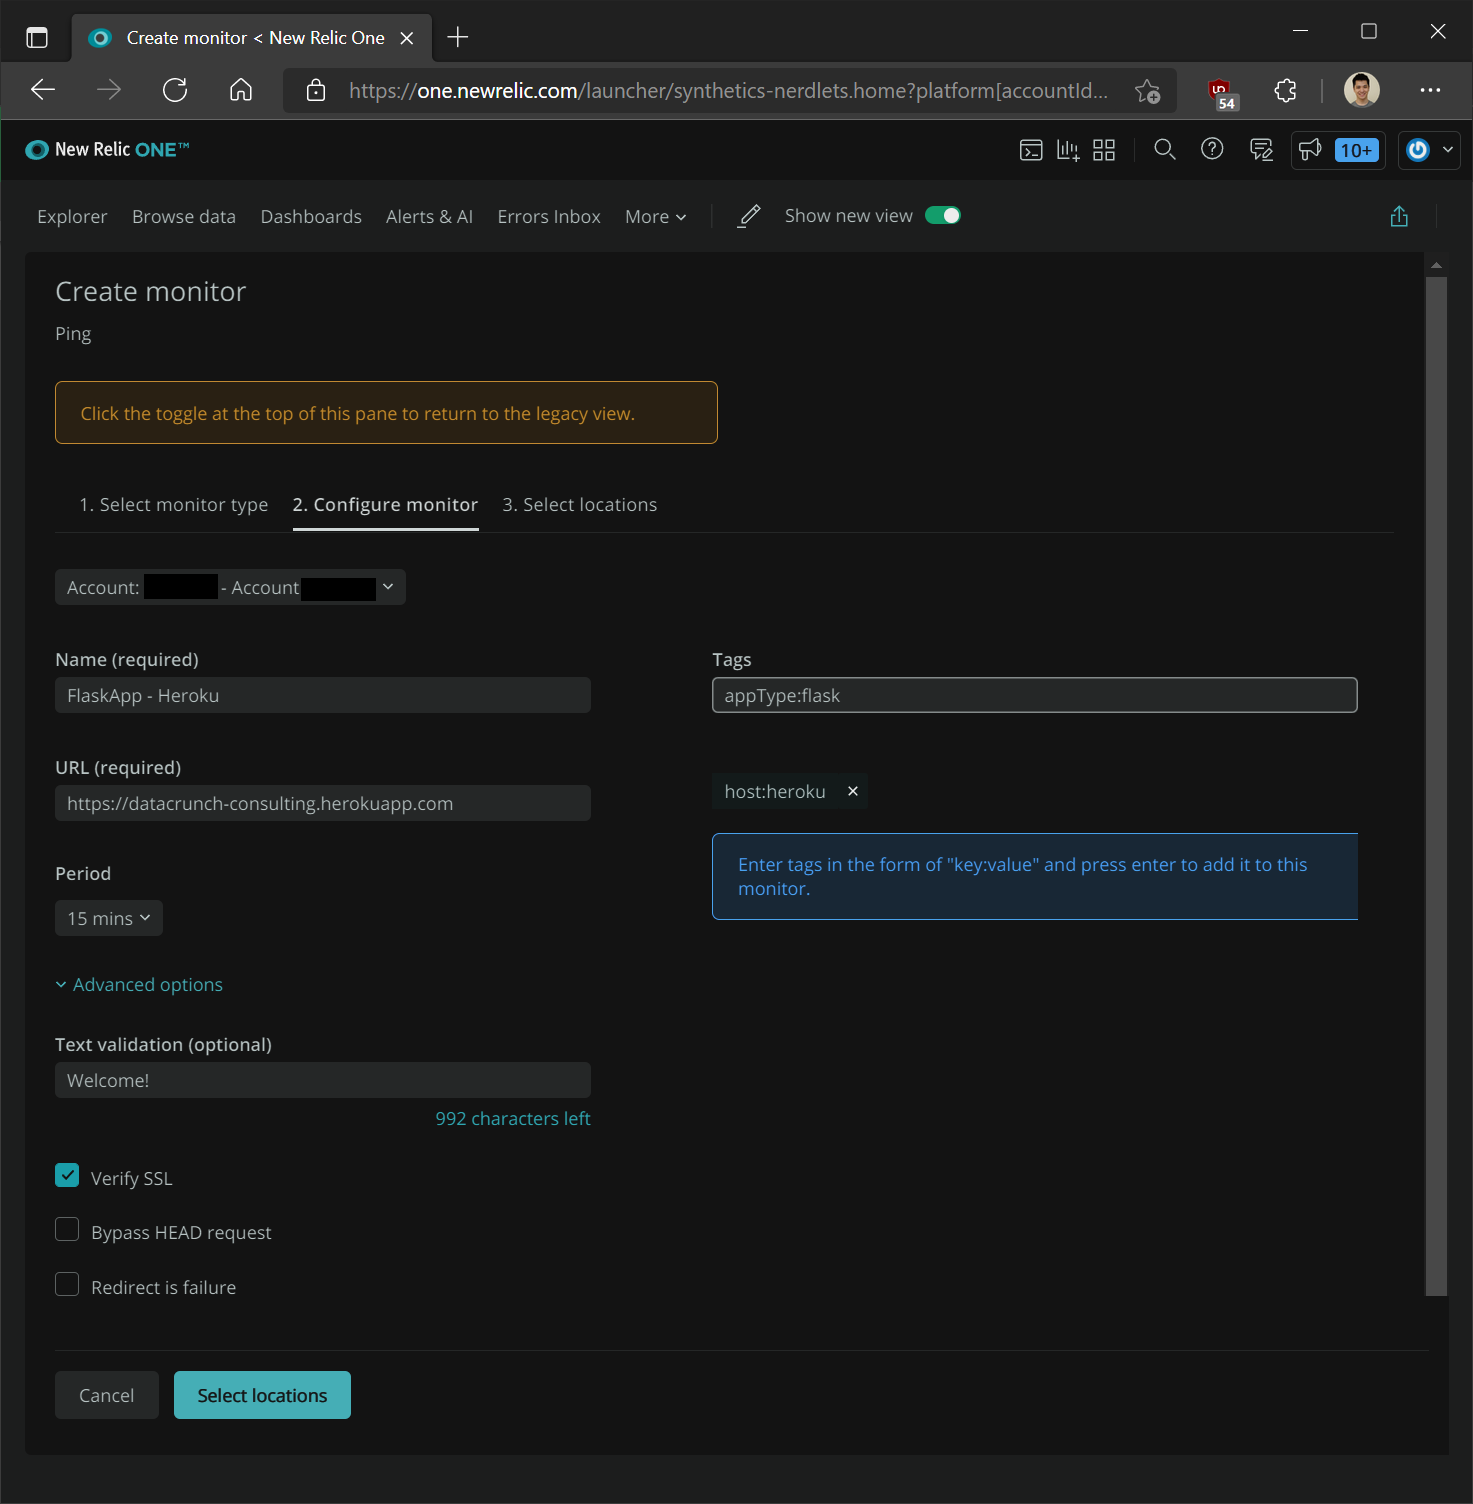 Create monitor < New Relic One
https://one.newrelic.com/launcher/synthetics-nerdlets.home?platform[accountId...
54
New Relic ONE™
10+
Explorer Browse data Dashboards Alerts & AI Errors Inbox More Show new view
Create monitor
Ping
Click the toggle at the top of this pane to return to the legacy view.
1. Select monitor type 2. Configure monitor 3. Select locations
Account: - Account
Name (required)
FlaskApp - Heroku
Tags
appType:flask
URL (required)
https://datacrunch-consulting.herokuapp.com
host:heroku
Enter tags in the form of "key:value" and press enter to add it to this
monitor.
Period
15 mins
Advanced options
Text validation (optional)
Welcome!
992 characters left
Verify SSL
Bypass HEAD request
Redirect is failure
Cancel Select locations